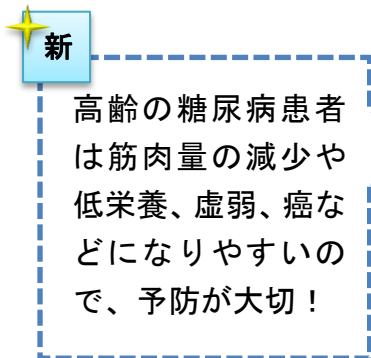 新
高齢の糖尿病患者
は筋肉量の減少や
低栄養、虚弱、癌な
どになりやすいの
で、予防が大切！